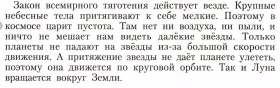 Закон всемирного тяготения действует везде. Крупные
небесные тела притягивают к себе мелкие. Поэтому в
космосе царит пустота. Там нет ни воздуха, ни пыли, и
ничто не мешает нам видеть далёкие звёзды. Только
планеты не падают на звёзды из-за большой скорости
движения. А притяжение звезды не даёт планете улететь,
поэтому она движется по круговой орбите. Так и Луна
вращается вокруг Земли.